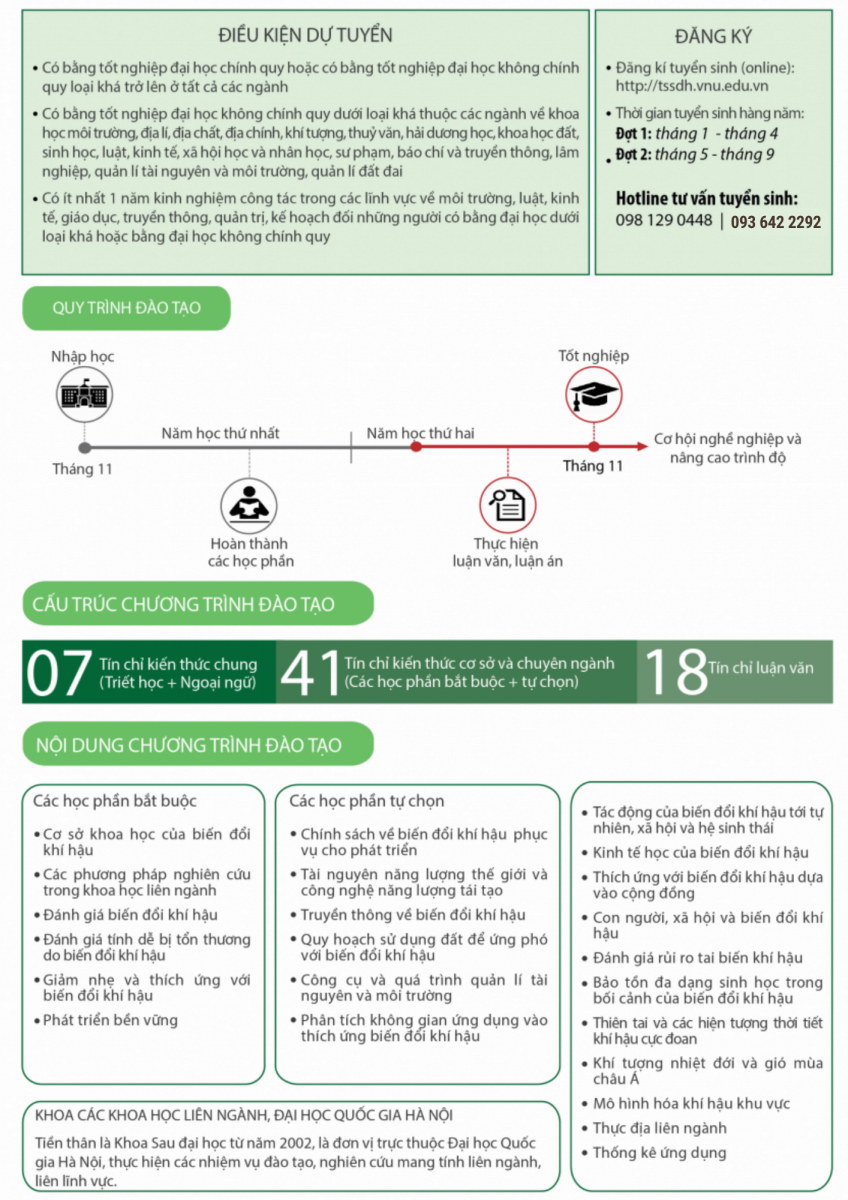 ĐIỀU KIỆN DỰ TUYỂN
• Có bằng tốt nghiệp đại học chính quy hoặc có bằng tốt nghiệp đại học không chính
quy loại khá trở lên ở tất cả các ngành
• Có bằng tốt nghiệp đại học không chính quy dưới loại khá thuộc các ngành về khoa
học môi trường, địa lí, địa chất, địa chính, khí tượng, thuỷ văn, hải dương học, khoa học đất,
sinh học, luật, kinh tế, xã hội học và nhân học, sư phạm, báo chí và truyền thông, lâm
nghiệp, quản lí tài nguyên và môi trường, quản lí đất đai
• Có ít nhất 1 năm kinh nghiệm công tác trong các lĩnh vực về môi trường, luật, kinh
tế, giáo dục, truyền thông, quản trị, kế hoạch đối những người có bằng đại học dưới
loại khá hoặc bằng đại học không chính quy
ĐĂNG KÝ
• Đăng kí tuyển sinh (online):
http://tssdh.vnu.edu.vn
• Thời gian tuyển sinh hàng năm:
Đợt 1: tháng 1 - tháng 4
• Đợt 2: tháng 5 - tháng 9
Hotline tư vấn tuyển sinh:
098 129 0448 | 093 642 2292
QUY TRÌNH ĐÀO TẠO
Nhập học
Tốt nghiệp
Năm học thứ nhất
Năm học thứ hai
Cơ hội nghề nghiệp và
nâng cao trình độ
Tháng 11
Tháng 11
Hoàn thành
các học phần
Thực hiện
luận văn, luận án
CẤU TRÚC CHƯƠNG TRÌNH ĐÀO TẠO
07 Tín chỉ kiến thức chung
(Triết học + Ngoại ngữ)
41 Tín chỉ kiến thức cơ sở và chuyên ngành
(Các học phần bắt buộc + tự chọn)
18 Tín chỉ luận văn
NỘI DUNG CHƯƠNG TRÌNH ĐÀO TẠO
Các học phần bắt buộc
• Cơ sở khoa học của biến đổi
khí hậu
• Các phương pháp nghiên cứu
trong khoa học liên ngành
• Đánh giá biến đổi khí hậu
• Đánh giá tính dễ bị tổn thương
do biến đổi khí hậu
• Giảm nhẹ và thích ứng với
biến đổi khí hậu
• Phát triển bền vững
Các học phần tự chọn
• Chính sách về biến đổi khí hậu phục
vụ cho phát triển
• Tài nguyên năng lượng thế giới và
công nghệ năng lượng tái tạo
• Truyền thông về biến đổi khí hậu
• Quy hoạch sử dụng đất để ứng phó
với biến đổi khí hậu
• Công cụ và quá trình quản lí tài
nguyên và môi trường
• Phân tích không gian ứng dụng vào
thích ứng biến đổi khí hậu
• Tác động của biến đổi khí hậu tới tự
nhiên, xã hội và hệ sinh thái
• Kinh tế học của biến đổi khí hậu
• Thích ứng với biến đổi khí hậu dựa
vào cộng đồng
• Con người, xã hội và biến đổi khí
hậu
• Đánh giá rủi ro tai biến khí hậu
• Bảo tồn đa dạng sinh học trong
bối cảnh của biến đổi khí hậu
• Thiên tai và các hiện tượng thời tiết
khí hậu cực đoan
• Khí tượng nhiệt đới và gió mùa
châu Á
• Mô hình hóa khí hậu khu vực
• Thực địa liên ngành
• Thống kê ứng dụng
KHOA CÁC KHOA HỌC LIÊN NGÀNH, ĐẠI HỌC QUỐC GIA HÀ NỘI
Tiền thân là Khoa Sau đại học từ năm 2002, là đơn vị trực thuộc Đại học Quốc
gia Hà Nội, thực hiện các nhiệm vụ đào tạo, nghiên cứu mang tính liên ngành,
liên lĩnh vực.